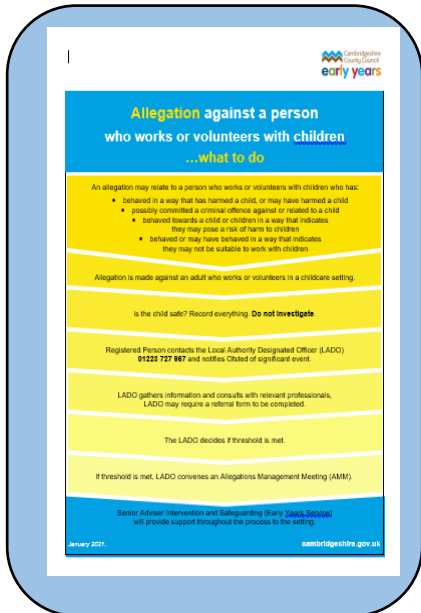 Cambridgeshire
County Council
early years
Allegation against a person
who works or volunteers with children
…what to do
An allegation may relate to a person who works or volunteers with children who has:
• behaved in a way that has harmed a child, or may have harmed a child
• possibly committed a criminal offence against or related to a child
• behaved towards a child or children in a way that indicates
they may pose a risk of harm to children
• behaved or may have behaved in a way that indicates
they may not be suitable to work with children
Allegation is made against an adult who works or volunteers in a childcare setting.
Is the child safe? Record everything. Do not investigate.
Registered Person contacts the Local Authority Designated Officer (LADO)
01223 727 967 and notifies Ofsted of significant event.
LADO gathers information and consults with relevant professionals,
LADO may require a referral form to be completed.
The LADO decides if threshold is met.
If threshold is met, LADO convenes an Allegations Management Meeting (AMM).
Senior Adviser Intervention and Safeguarding (Early Years Service)
will provide support throughout the process to the setting.
January 2021.
cambridgeshire.gov.uk